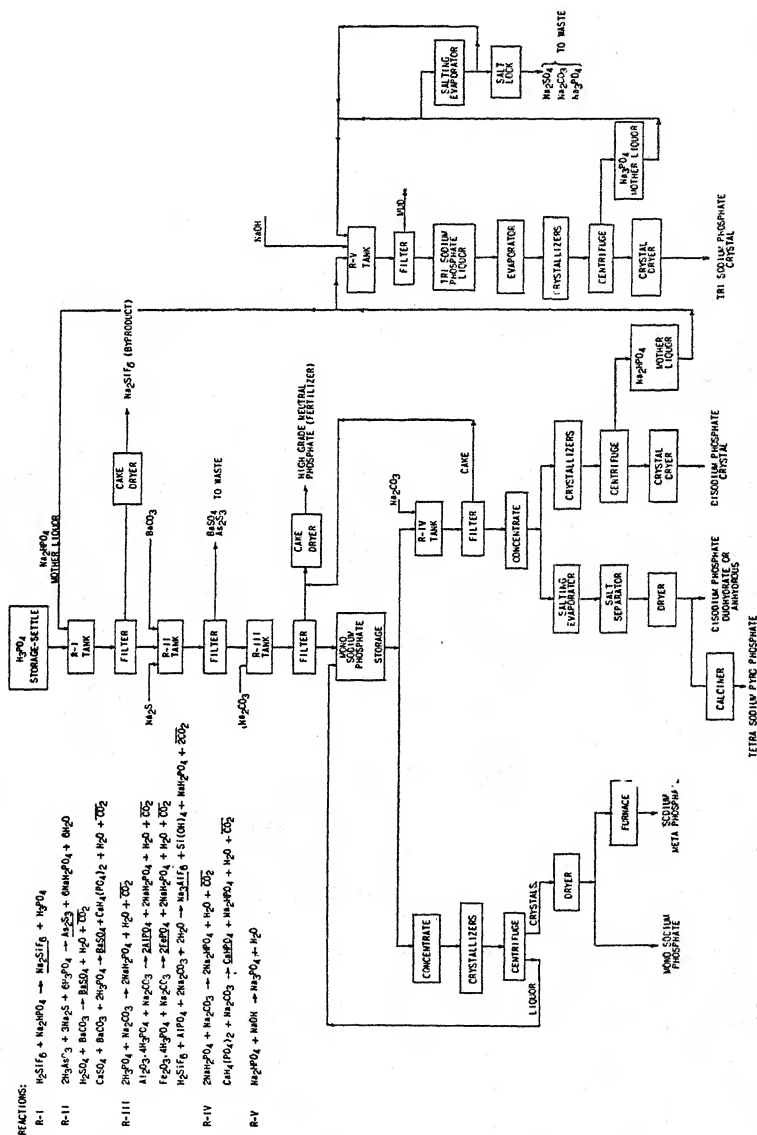 REACTIONS:
R-I H₂SiF₆ + Na₂HPO₄ → Na₂SiF₆ + H₃PO₄
R-II 2H₃AsO₃ + 3Na₂S + 6H₃PO₄ → As₂S₃ + 6NaH₂PO₄ + 6H₂O
H₂SO₄ + BaCO₃ → BaSO₄ + H₂O + CO₂
CaSO₄ + BaCO₃ + 2H₃PO₄ → BaSO₄ + CaH₄(PO₄)₂ + H₂O + CO₂
R-III 2H₃PO₄ + Na₂CO₃ → 2NaH₂PO₄ + H₂O + CO₂
Al₂O₃·4H₃PO₄ + Na₂CO₃ → 2AlPO₄ + 2NaH₂PO₄ + H₂O + CO₂
Fe₂O₃·4H₃PO₄ + Na₂CO₃ → 2FePO₄ + 2NaH₂PO₄ + H₂O + CO₂
H₂SiF₆ + AlPO₄ + 2Na₂CO₃ + 2H₂O → Na₃AlF₆ + Si(OH)₄ + NaH₂PO₄ + 2CO₂
R-IV 2NaH₂PO₄ + Na₂CO₃ → 2Na₂HPO₄ + H₂O + CO₂
CaH₄(PO₄)₂ + Na₂CO₃ → CaHPO₄ + Na₂HPO₄ + H₂O + CO₂
R-V Na₂HPO₄ + NaOH → Na₃PO₄ + H₂O
H₃PO₄
STORAGE-SETTLE
Na₂HPO₄
MOTHER LIQUOR
R-I
TANK
FILTER
CAKE
DRYER
Na₂SiF₆ (BYPRODUCT)
Na₂S
BaCO₃
R-II
TANK
FILTER
BaSO₄
As₂S₃
TO WASTE
Na₂CO₃
R-III
TANK
FILTER
CAKE
DRYER
HIGH GRADE NEUTRAL
PHOSPHATE (FERTILIZER)
MONO
SODIUM
PHOSPHATE
STORAGE
CONCENTRATE
CRYSTALLIZERS
CENTRIFUGE
LIQUOR
CRYSTALS
DRYER
FURNACE
MONO SODIUM
PHOSPHATE
SODIUM
META PHOSPHA
Na₂CO₃
R-IV
TANK
FILTER
CAKE
CONCENTRATE
SALTING
EVAPORATOR
SALT
SEPARATOR
DRYER
CALCINER
TETRA SODIUM PYRO PHOSPHATE
DISODIUM PHOSPHATE
DUOHYDRATE OR
ANHYDROUS
CRYSTALLIZERS
CENTRIFUGE
CRYSTAL
DRYER
DISODIUM PHOSPHATE
CRYSTAL
Na₂HPO₄
MOTHER
LIQUOR
NaOH
R-V
TANK
FILTER
MUD
TRI SODIUM
PHOSPHATE
LIQUOR
EVAPORATOR
CRYSTALLIZERS
CENTRIFUGE
CRYSTAL
DRYER
TRI SODIUM PHOSPHATE
CRYSTAL
Na₃PO₄
MOTHER LIQUOR
SALTING
EVAPORATOR
SALT
LOCK
Na₂SO₄
Na₂CO₃
Na₃PO₄
TO WASTE